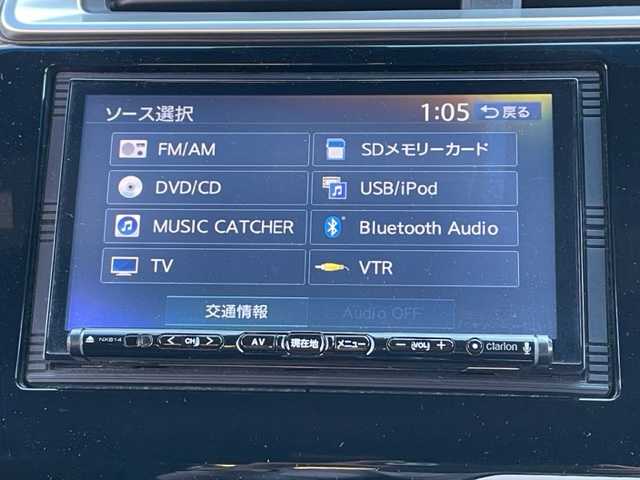 ソース選択 1:05 戻る
FM/AM SDメモリーカード
DVD/CD USB/iPod
MUSIC CATCHER Bluetooth Audio
TV VTR
交通情報 Audio OFF
NX614 < CH > AV 現在地 メニュー − VOL + clarion